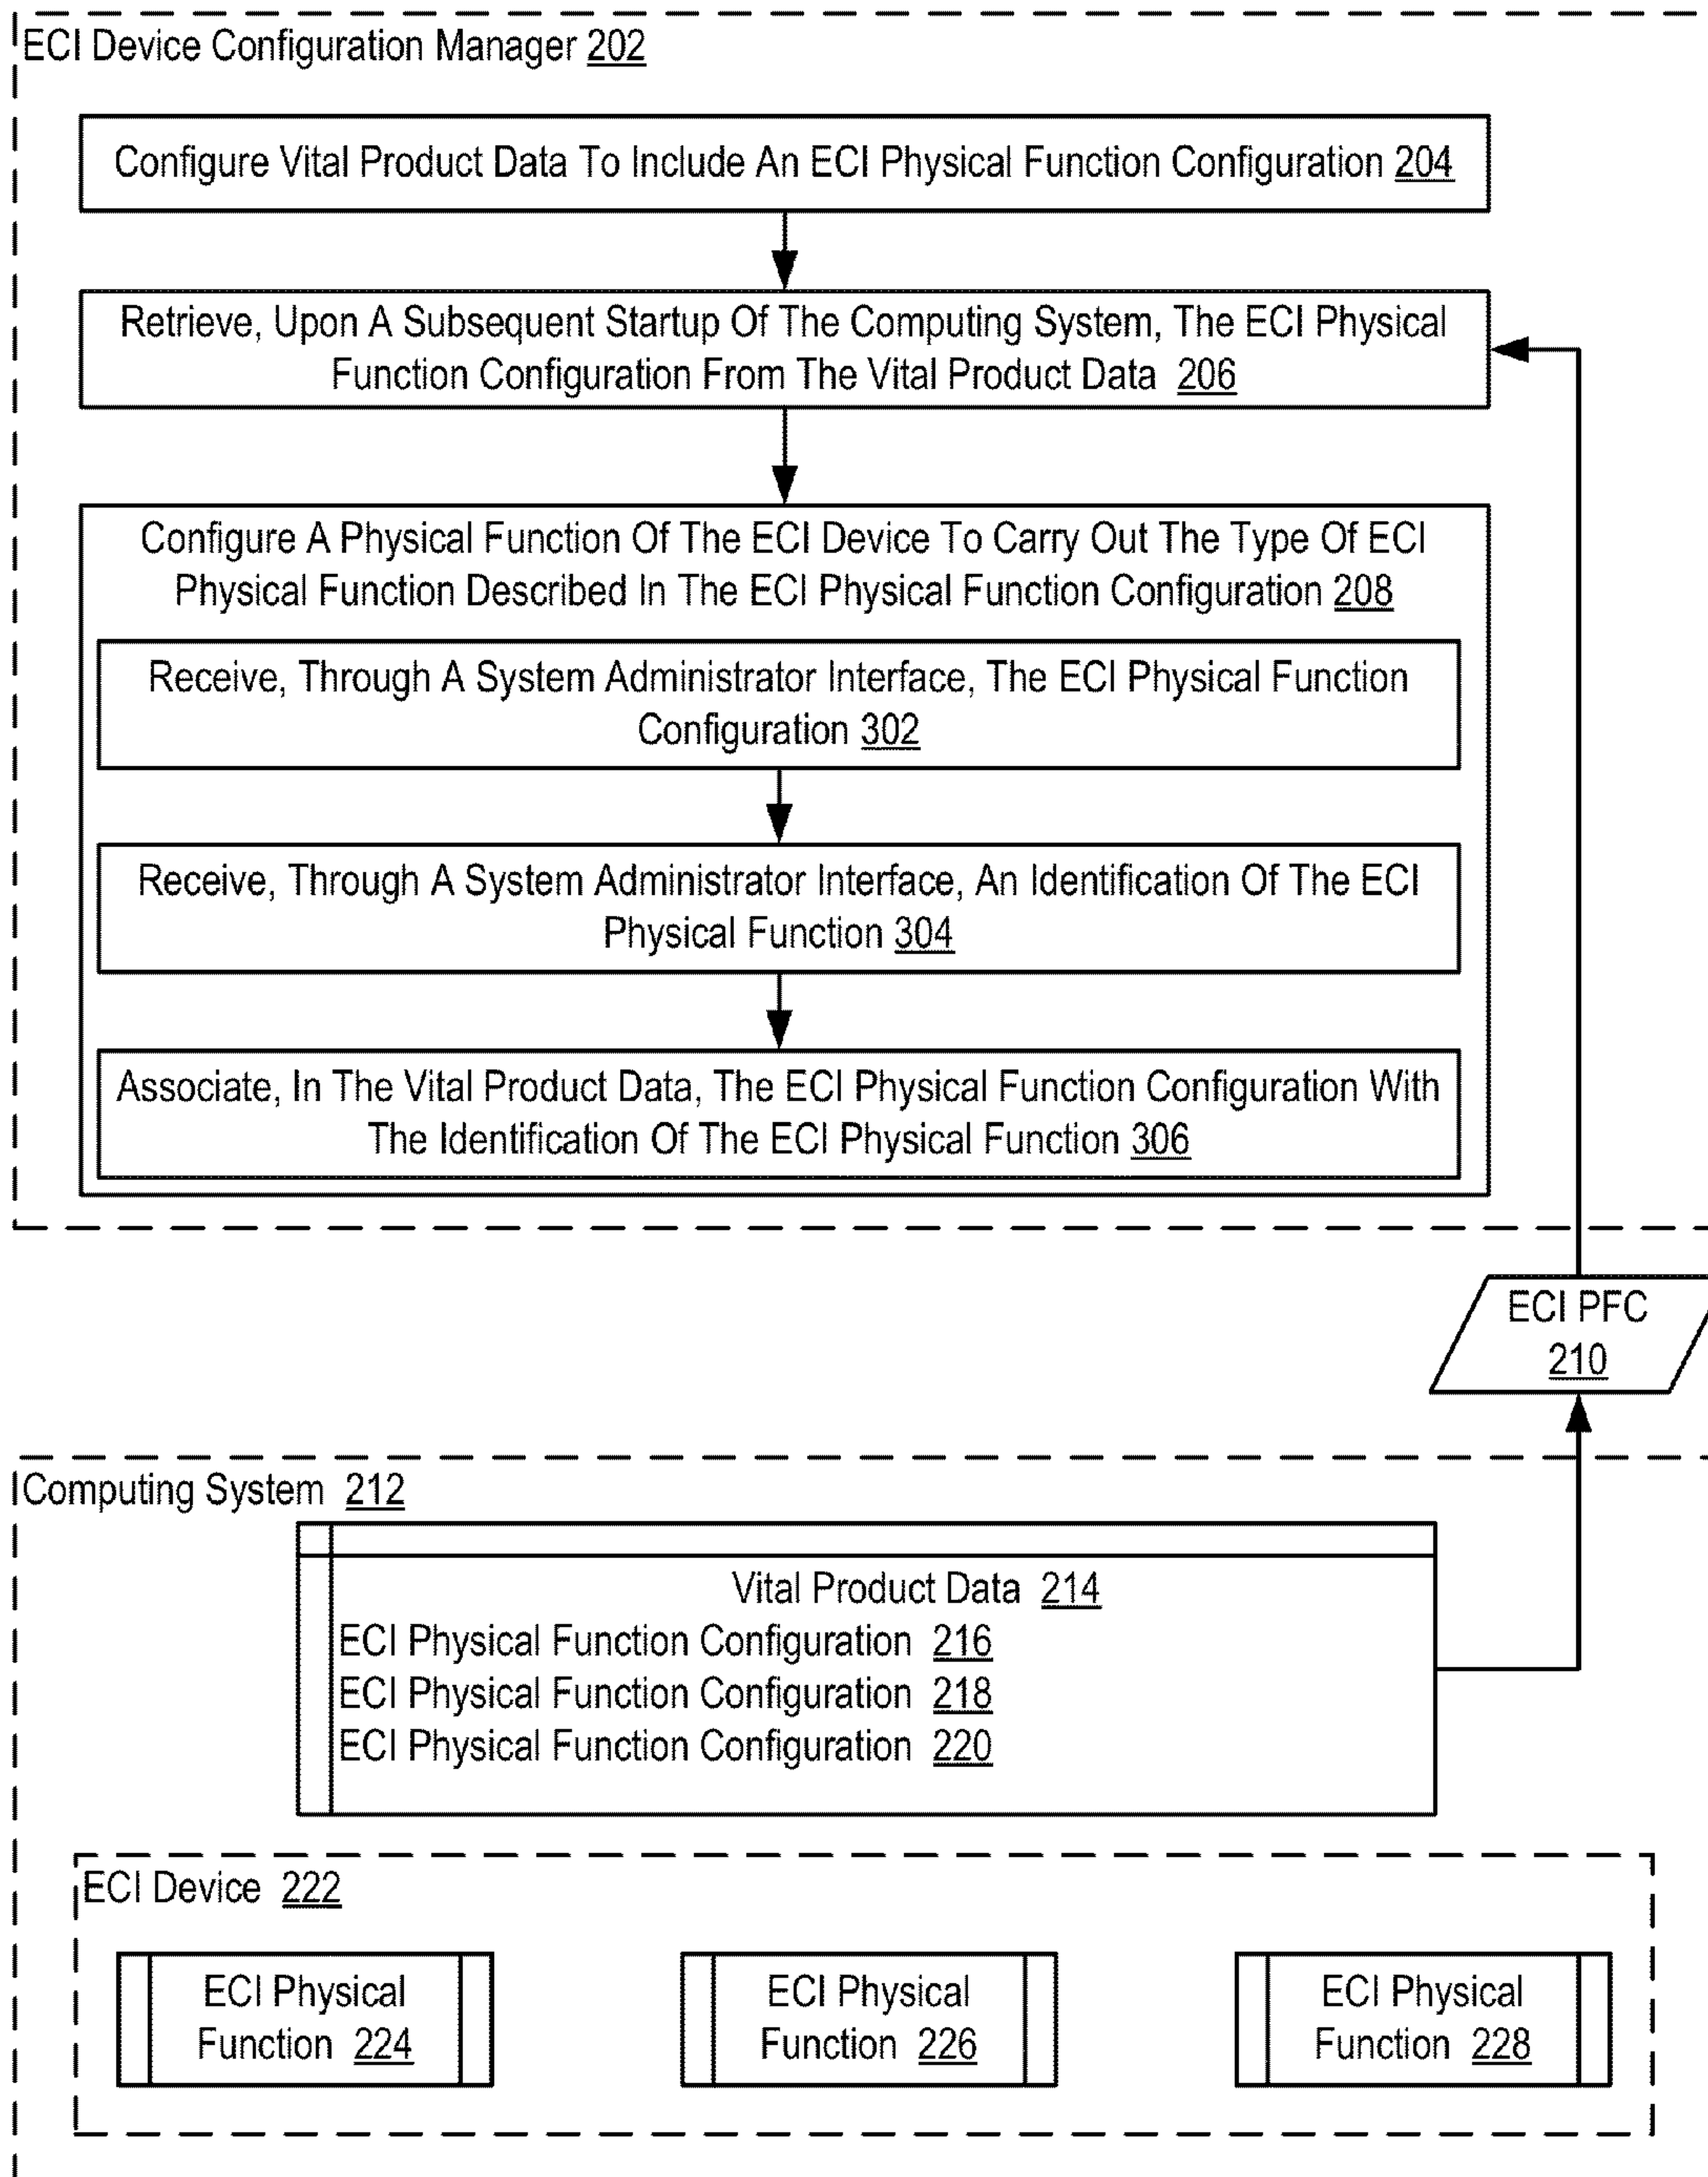 ECI Device Configuration Manager 202
Configure Vital Product Data To Include An ECI Physical Function Configuration 204
Retrieve, Upon A Subsequent Startup Of The Computing System, The ECI Physical
Function Configuration From The Vital Product Data 206
Configure A Physical Function Of The ECI Device To Carry Out The Type Of ECI
Physical Function Described In The ECI Physical Function Configuration 208
Receive, Through A System Administrator Interface, The ECI Physical Function
Configuration 302
Receive, Through A System Administrator Interface, An Identification Of The ECI
Physical Function 304
Associate, In The Vital Product Data, The ECI Physical Function Configuration With
The Identification Of The ECI Physical Function 306
ECI PFC
210
Computing System 212
Vital Product Data 214
ECI Physical Function Configuration 216
ECI Physical Function Configuration 218
ECI Physical Function Configuration 220
ECI Device 222
ECI Physical
Function 224
ECI Physical
Function 226
ECI Physical
Function 228